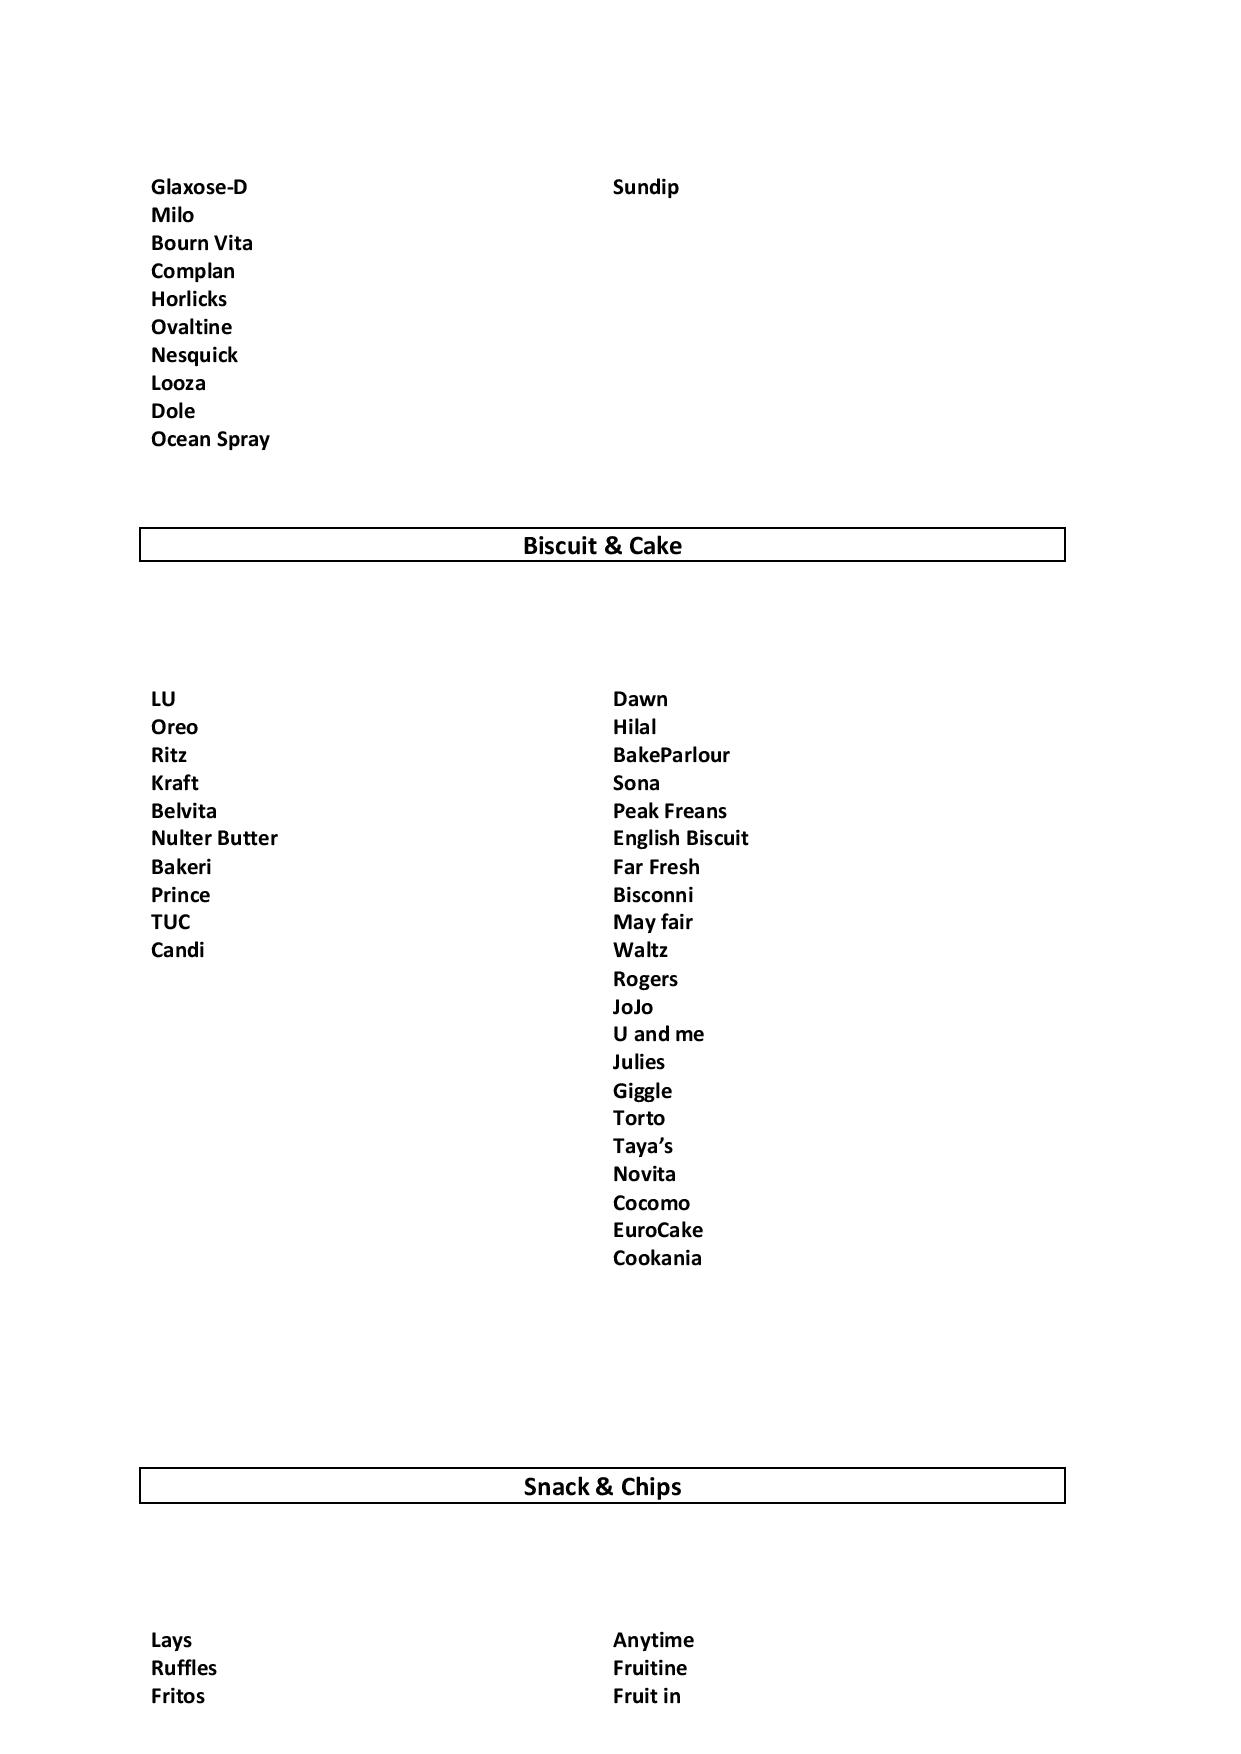 Glaxose-D
Milo
Bourn Vita
Complan
Horlicks
Ovaltine
Nesquick
Looza
Dole
Ocean Spray
Sundip
Biscuit & Cake
LU
Oreo
Ritz
Kraft
Belvita
Nulter Butter
Bakeri
Prince
TUC
Candi
Dawn
Hilal
BakeParlour
Sona
Peak Freans
English Biscuit
Far Fresh
Bisconni
May fair
Waltz
Rogers
JoJo
U and me
Julies
Giggle
Torto
Taya’s
Novita
Cocomo
EuroCake
Cookania
Snack & Chips
Lays
Ruffles
Fritos
Anytime
Fruitine
Fruit in